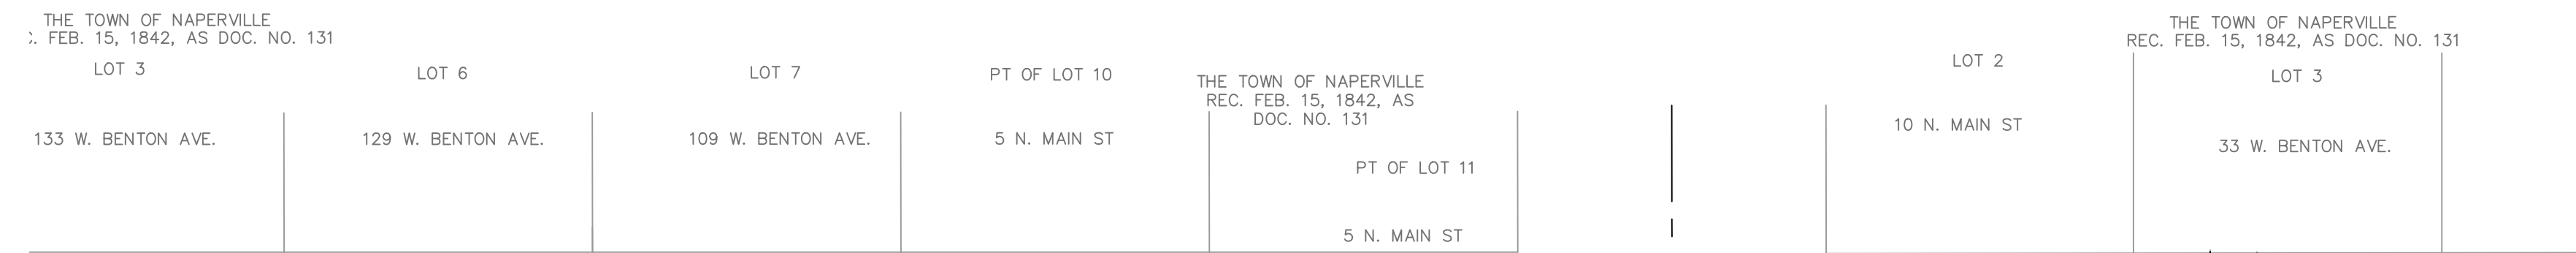 THE TOWN OF NAPERVILLE
FEB. 15, 1842, AS DOC. NO. 131
LOT 3
133 W. BENTON AVE.
LOT 6
129 W. BENTON AVE.
LOT 7
109 W. BENTON AVE.
PT OF LOT 10
5 N. MAIN ST
THE TOWN OF NAPERVILLE
REC. FEB. 15, 1842, AS
DOC. NO. 131
PT OF LOT 11
5 N. MAIN ST
LOT 2
10 N. MAIN ST
THE TOWN OF NAPERVILLE
REC. FEB. 15, 1842, AS DOC. NO. 131
LOT 3
33 W. BENTON AVE.